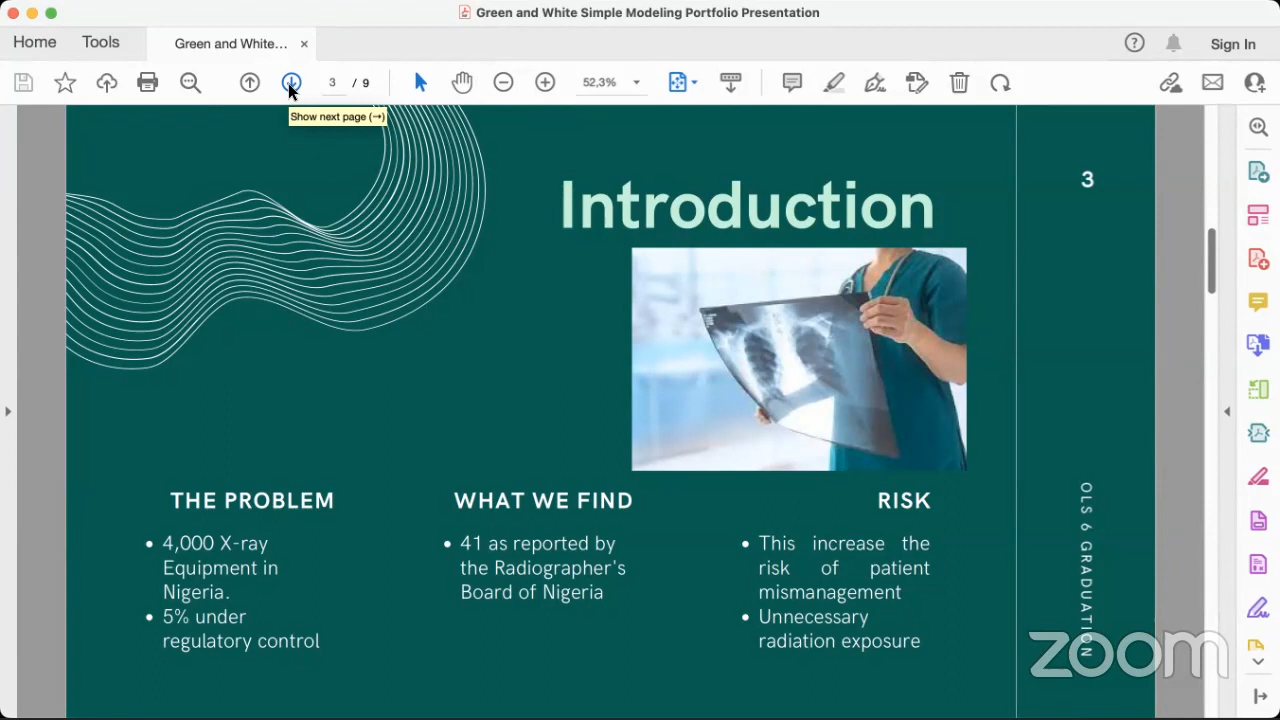 Green and White Simple Modeling Portfolio Presentation
Home
Tools
Green and White...
Sign In
3 / 9
52,3%
Show next page (→)
Introduction
3
THE PROBLEM
• 4,000 X-ray
Equipment in
Nigeria.
• 5% under
regulatory control
WHAT WE FIND
• 41 as reported by
the Radiographer's
Board of Nigeria
RISK
• This increase the
risk of patient
mismanagement
• Unnecessary
radiation exposure
OLS 6 GRADUATION
zoom